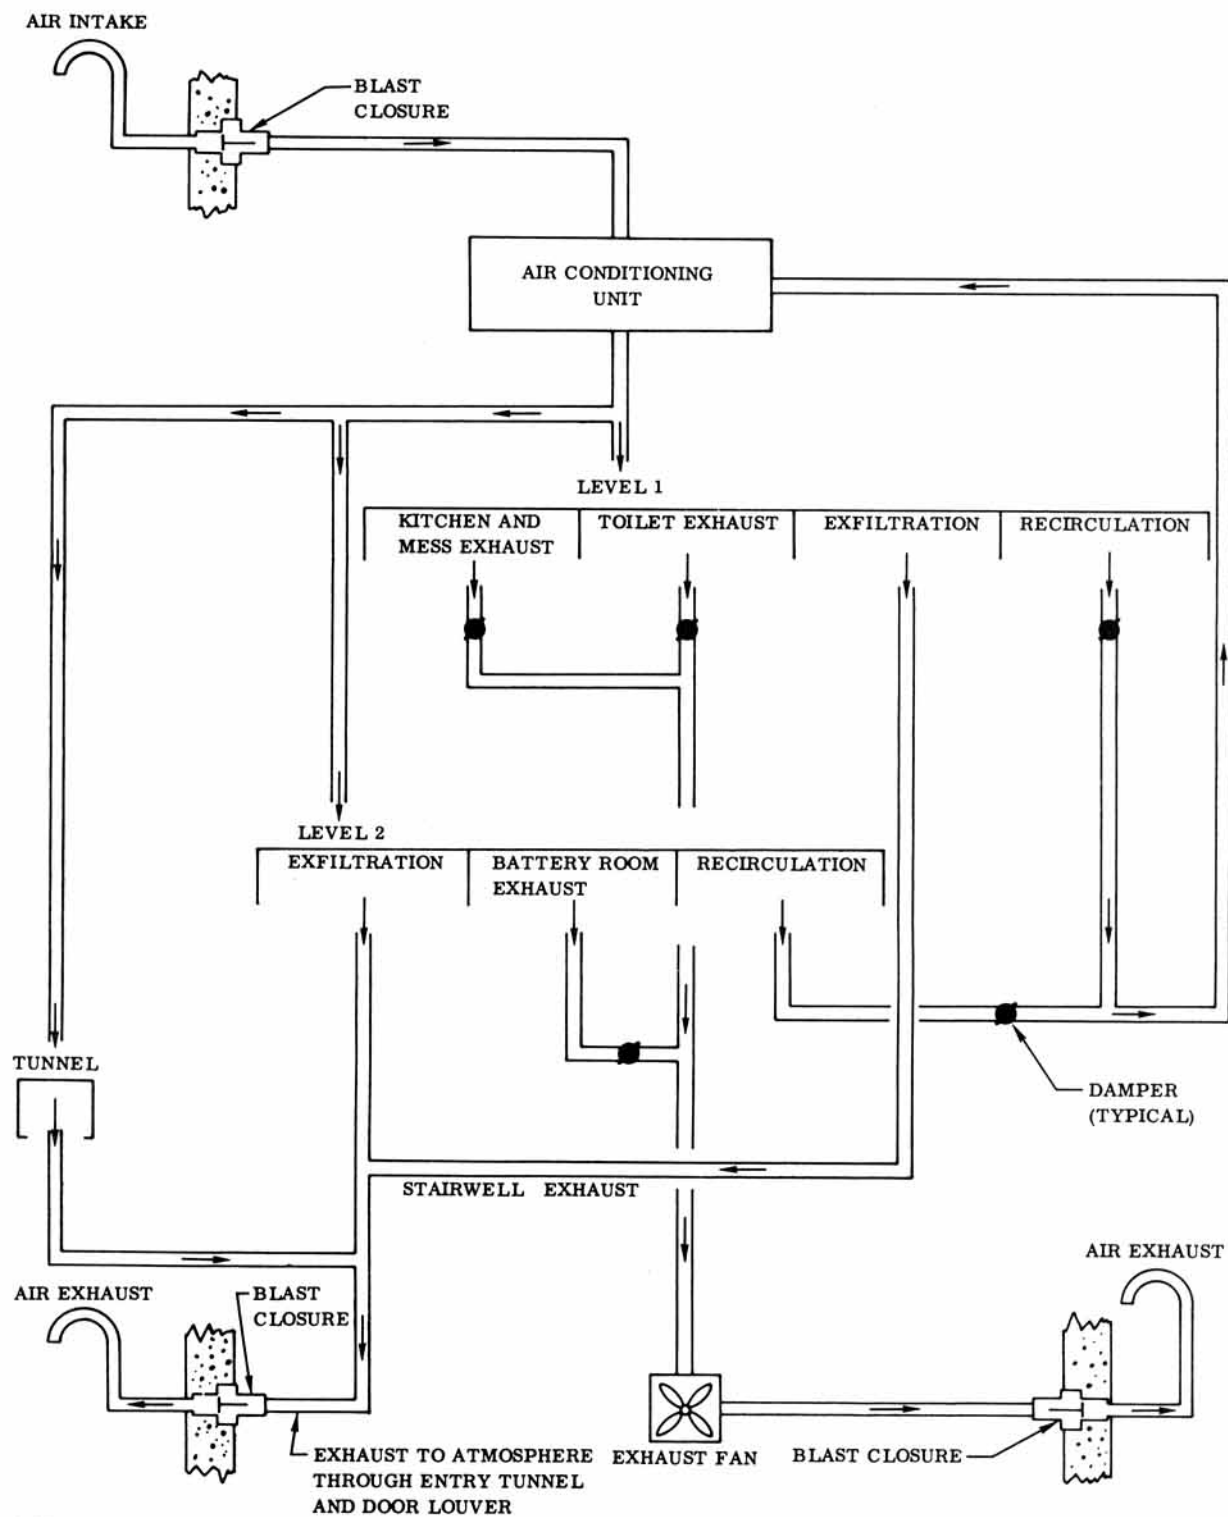 AIR INTAKE
BLAST
CLOSURE
AIR CONDITIONING
UNIT
LEVEL 1
KITCHEN AND
MESS EXHAUST
TOILET EXHAUST
EXFILTRATION
RECIRCULATION
LEVEL 2
EXFILTRATION
BATTERY ROOM
EXHAUST
RECIRCULATION
TUNNEL
DAMPER
(TYPICAL)
STAIRWELL EXHAUST
AIR EXHAUST
BLAST
CLOSURE
AIR EXHAUST
EXHAUST TO ATMOSPHERE
THROUGH ENTRY TUNNEL
AND DOOR LOUVER
EXHAUST FAN
BLAST CLOSURE